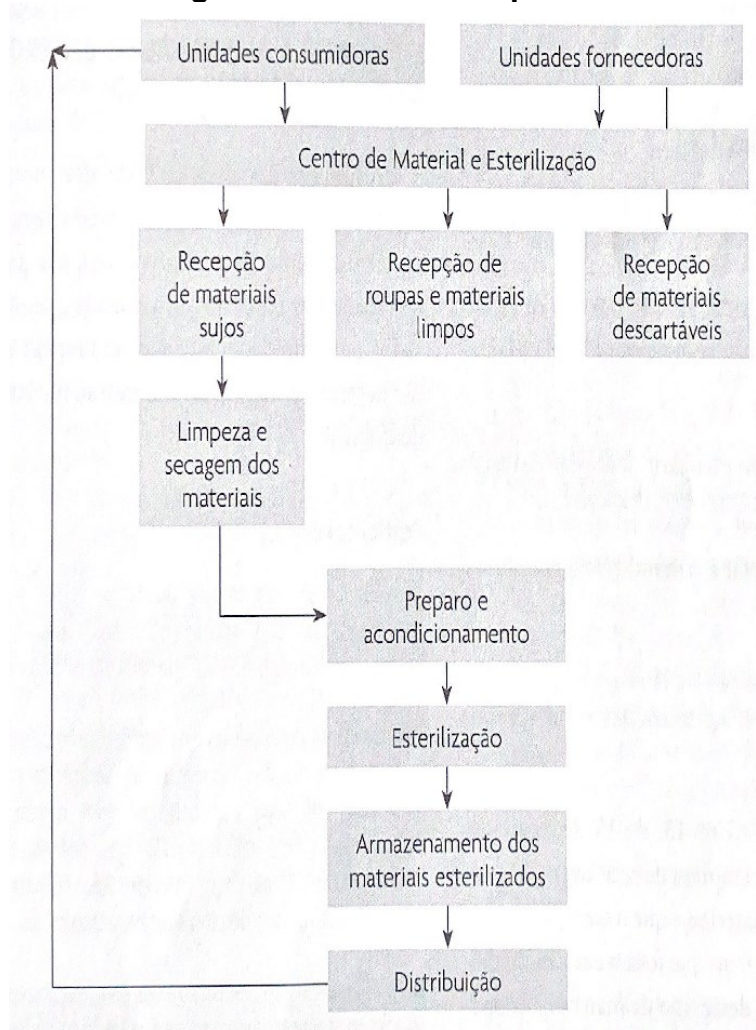 Unidades consumidoras
Unidades fornecedoras
Centro de Material e Esterilização
Recepção
de materiais
sujos
Recepção de
roupas e materiais
limpos
Recepção
de materiais
descartáveis
Limpeza e
secagem dos
materiais
Preparo e
acondicionamento
Esterilização
Armazenamento dos
materiais esterilizados
Distribuição